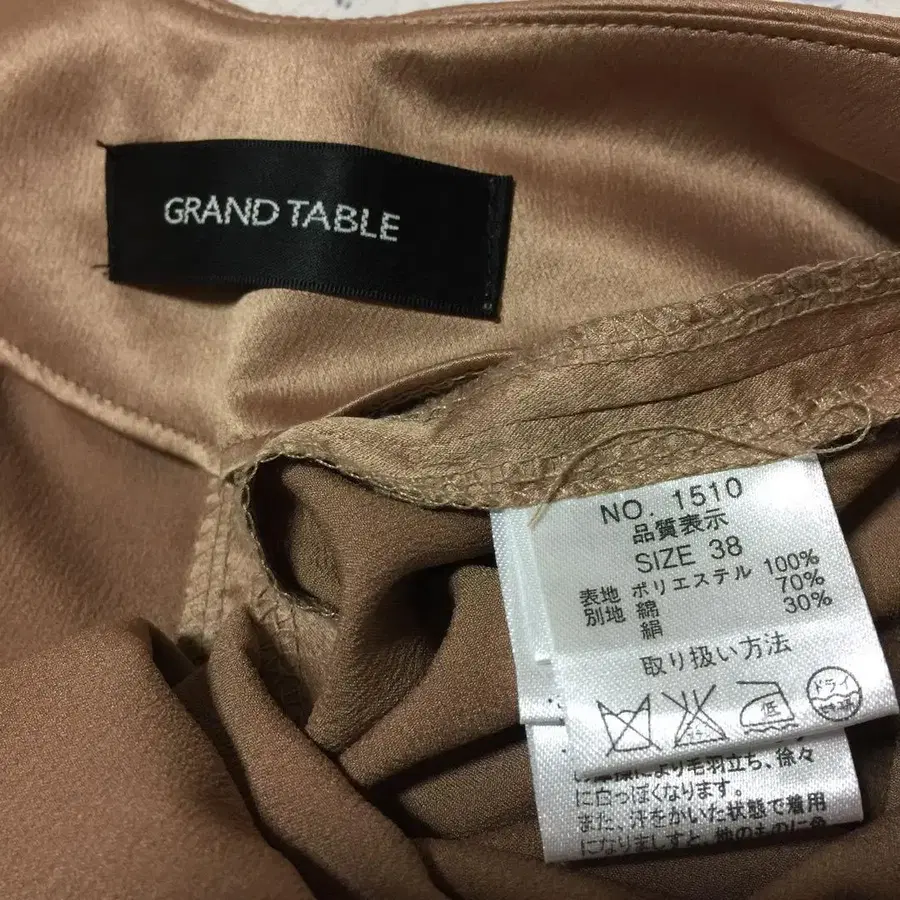 GRAND TABLE
NO. 1510
品質表示
SIZE 38
表地 ポリエステル 100%
別地 綿 70%
絹 30%
取り扱い方法
低
ドライ
により毛羽立ち、徐々
に白っぽくなります。
また、汗をかいた状態で着用
になりますと、他のものに色